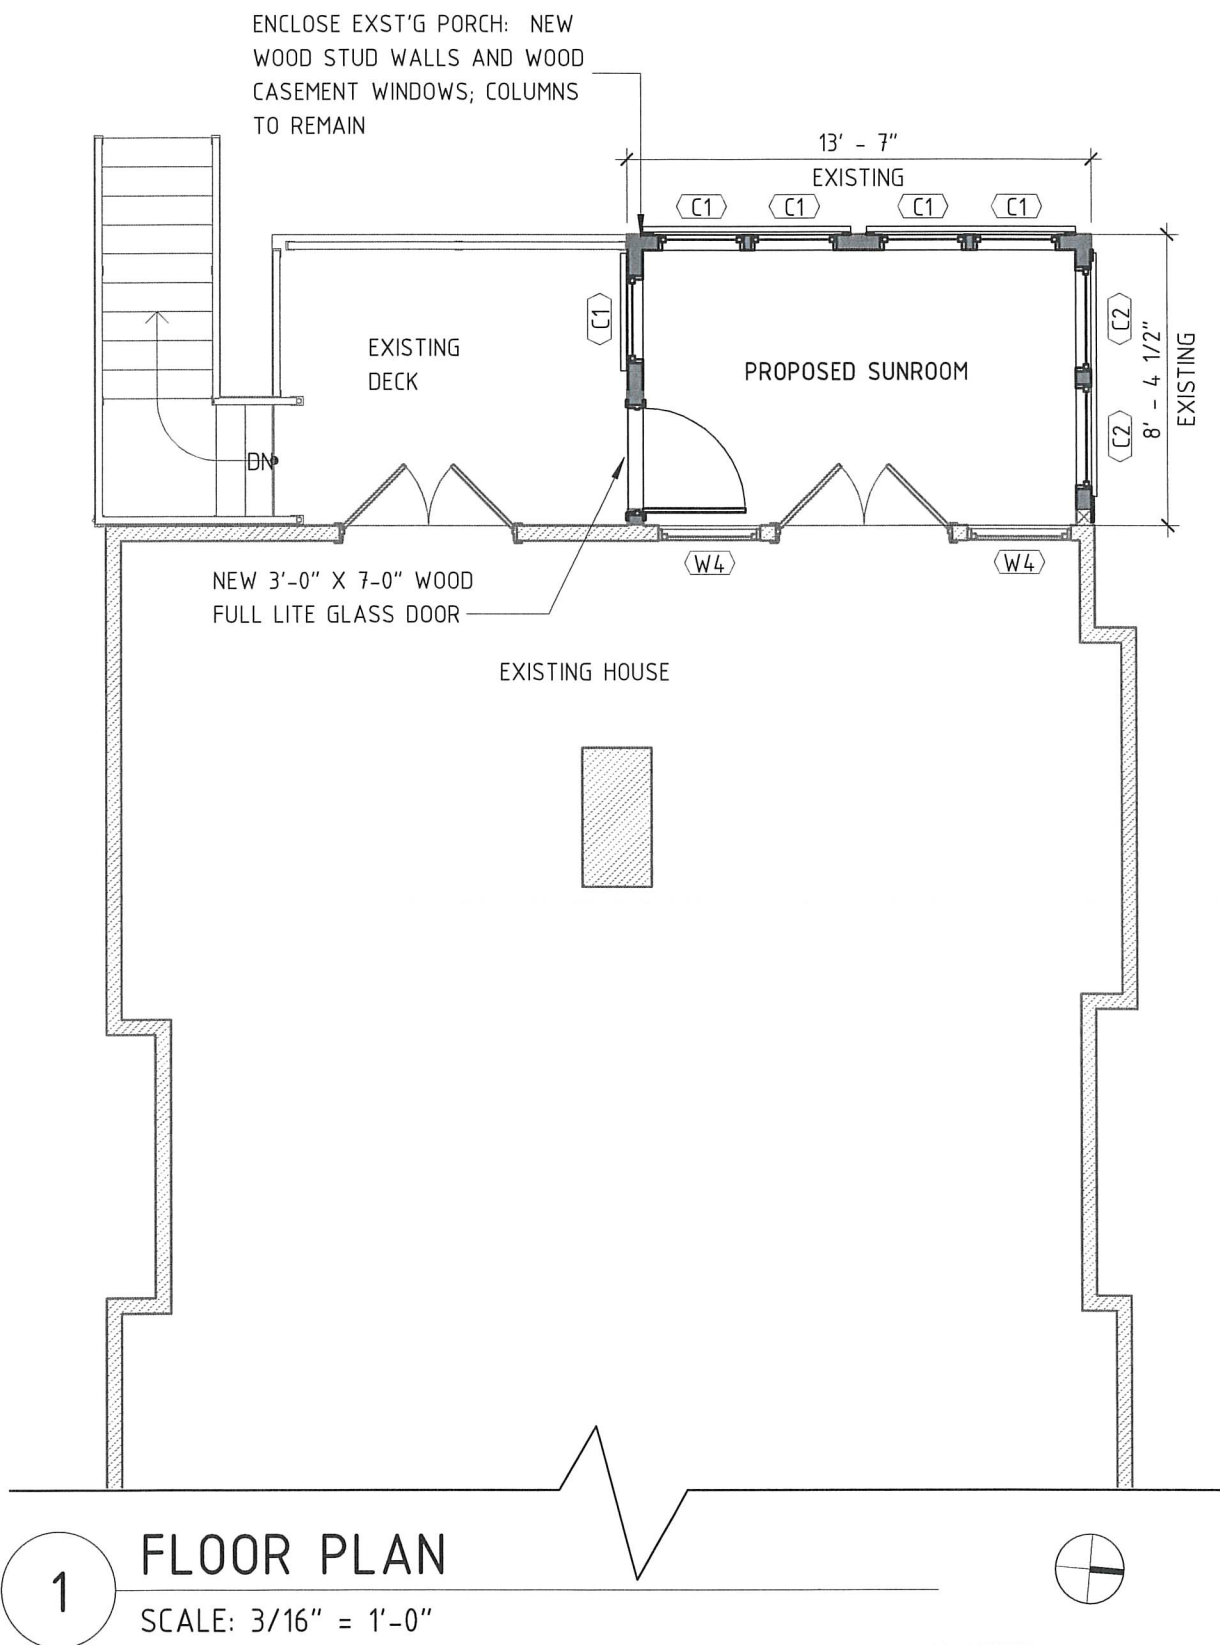 ENCLOSE EXST'G PORCH: NEW
WOOD STUD WALLS AND WOOD
CASEMENT WINDOWS; COLUMNS
TO REMAIN
13' - 7"
EXISTING
C1
C1
C1
C1
C1
EXISTING
DECK
PROPOSED SUNROOM
C2
C2
8' - 4 1/2"
EXISTING
DN
W4
W4
NEW 3'-0" X 7-0" WOOD
FULL LITE GLASS DOOR
EXISTING HOUSE
1
FLOOR PLAN
SCALE: 3/16" = 1'-0"